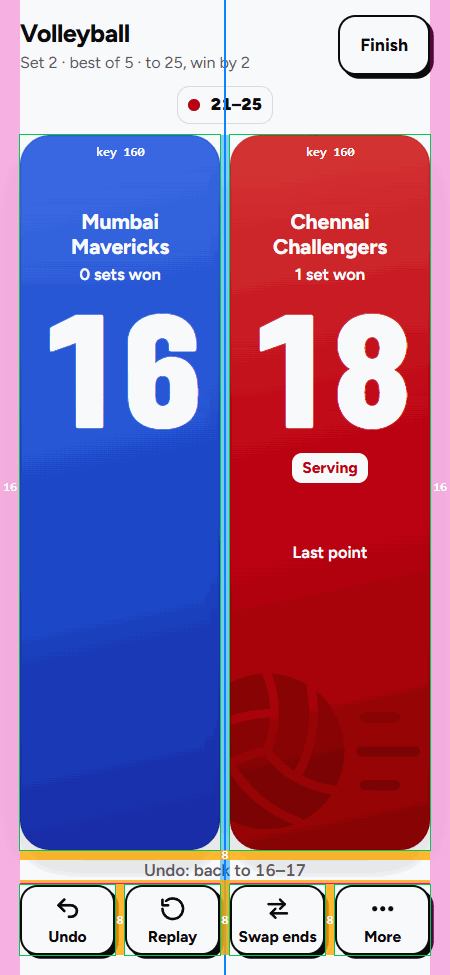 Volleyball
Set 2 · best of 5 · to 25, win by 2
Finish
21–25
key 160
key 160
Mumbai
Mavericks
0 sets won
Chennai
Challengers
1 set won
16
18
Serving
16
16
Last point
8
Undo: back to 16–17
8
8
8
Undo
Replay
Swap ends
More